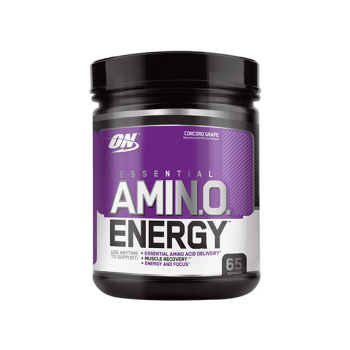 CONCORD GRAPE
ON
ESSENTIAL
AMIN.O.
ENERGY™
USE ANYTIME
TO SUPPORT:
• ESSENTIAL AMINO ACID DELIVERY
• MUSCLE RECOVERY
• ENERGY AND FOCUS
65